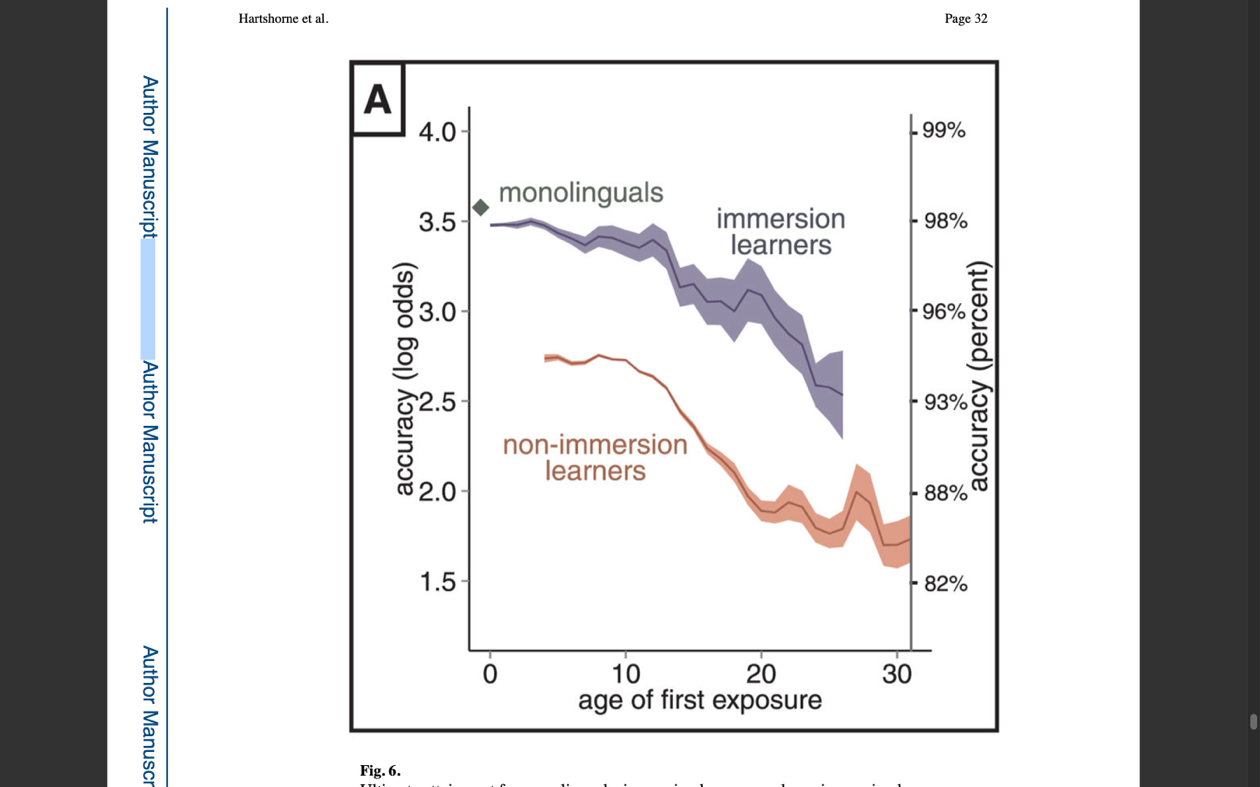 Hartshorne et al.
Page 32
Author Manuscript
Author Manuscript
A
4.0
3.5
3.0
2.5
2.0
1.5
accuracy (log odds)
monolinguals
immersion
learners
non-immersion
learners
99%
98%
96%
93%
88%
82%
accuracy (percent)
0 10 20 30
age of first exposure
Fig. 6.